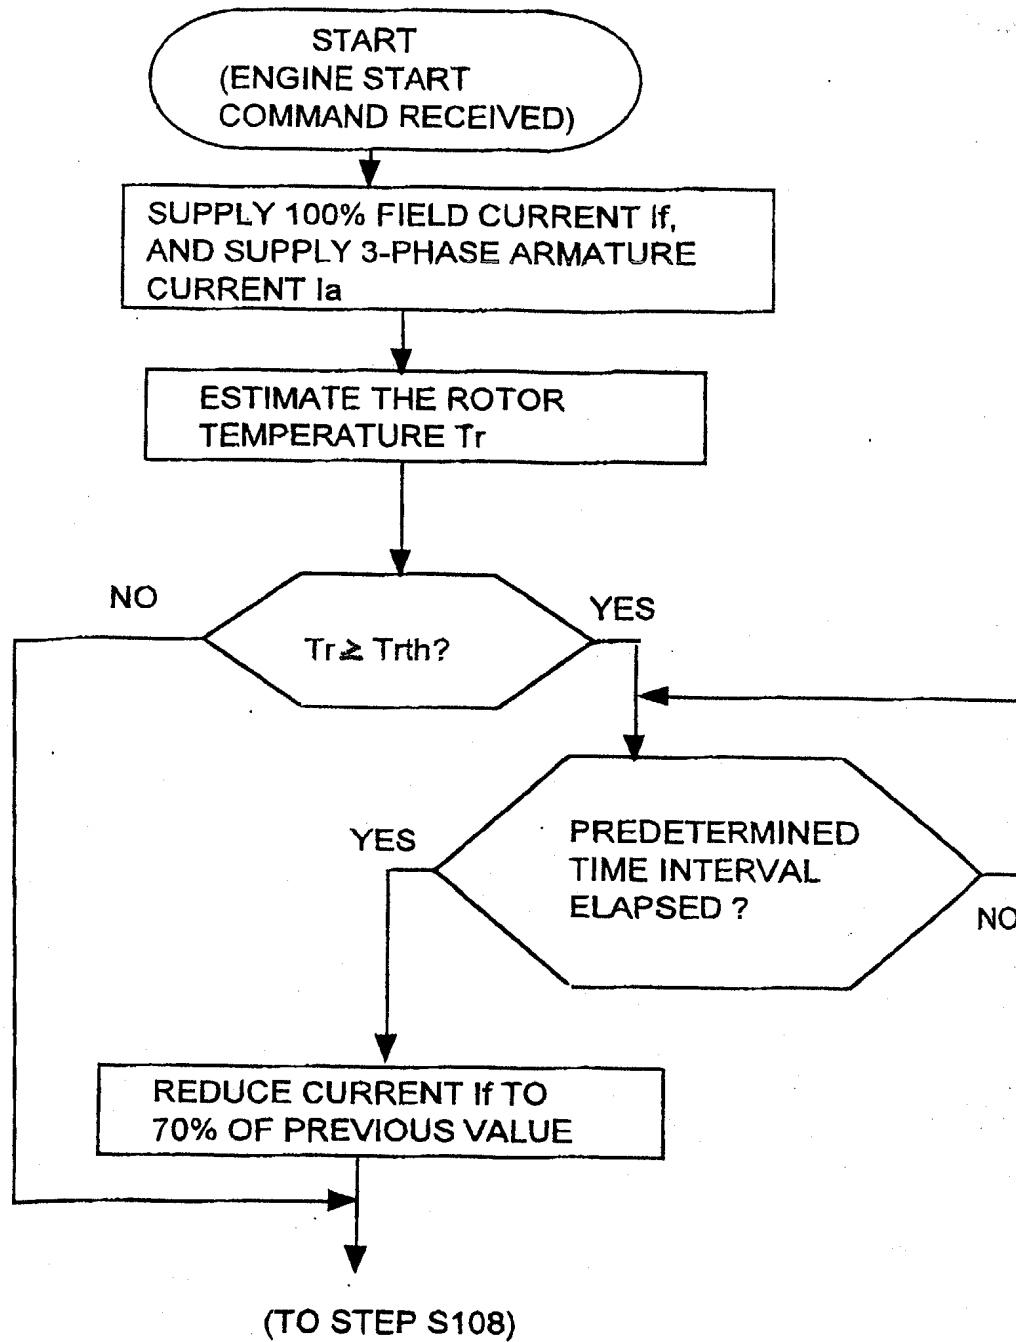 START
(ENGINE START
COMMAND RECEIVED)
SUPPLY 100% FIELD CURRENT If,
AND SUPPLY 3-PHASE ARMATURE
CURRENT Ia
ESTIMATE THE ROTOR
TEMPERATURE Tr
NO
YES
Tr ≧ Trth?
YES
PREDETERMINED
TIME INTERVAL
ELAPSED ?
NO
REDUCE CURRENT If TO
70% OF PREVIOUS VALUE
(TO STEP S108)